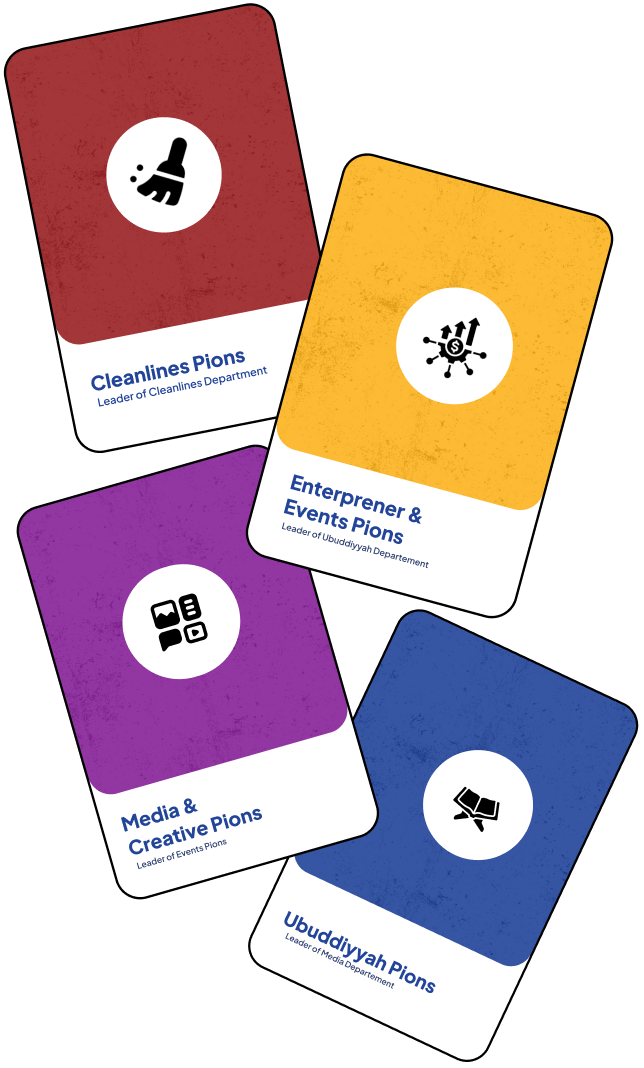 Cleanlines Pions
Leader of Cleanlines Department
Enterprener &
Events Pions
Leader of Ubuddiyyah Departement
Media &
Creative Pions
Leader of Events Pions
Ubuddiyyah Pions
Leader of Media Departement